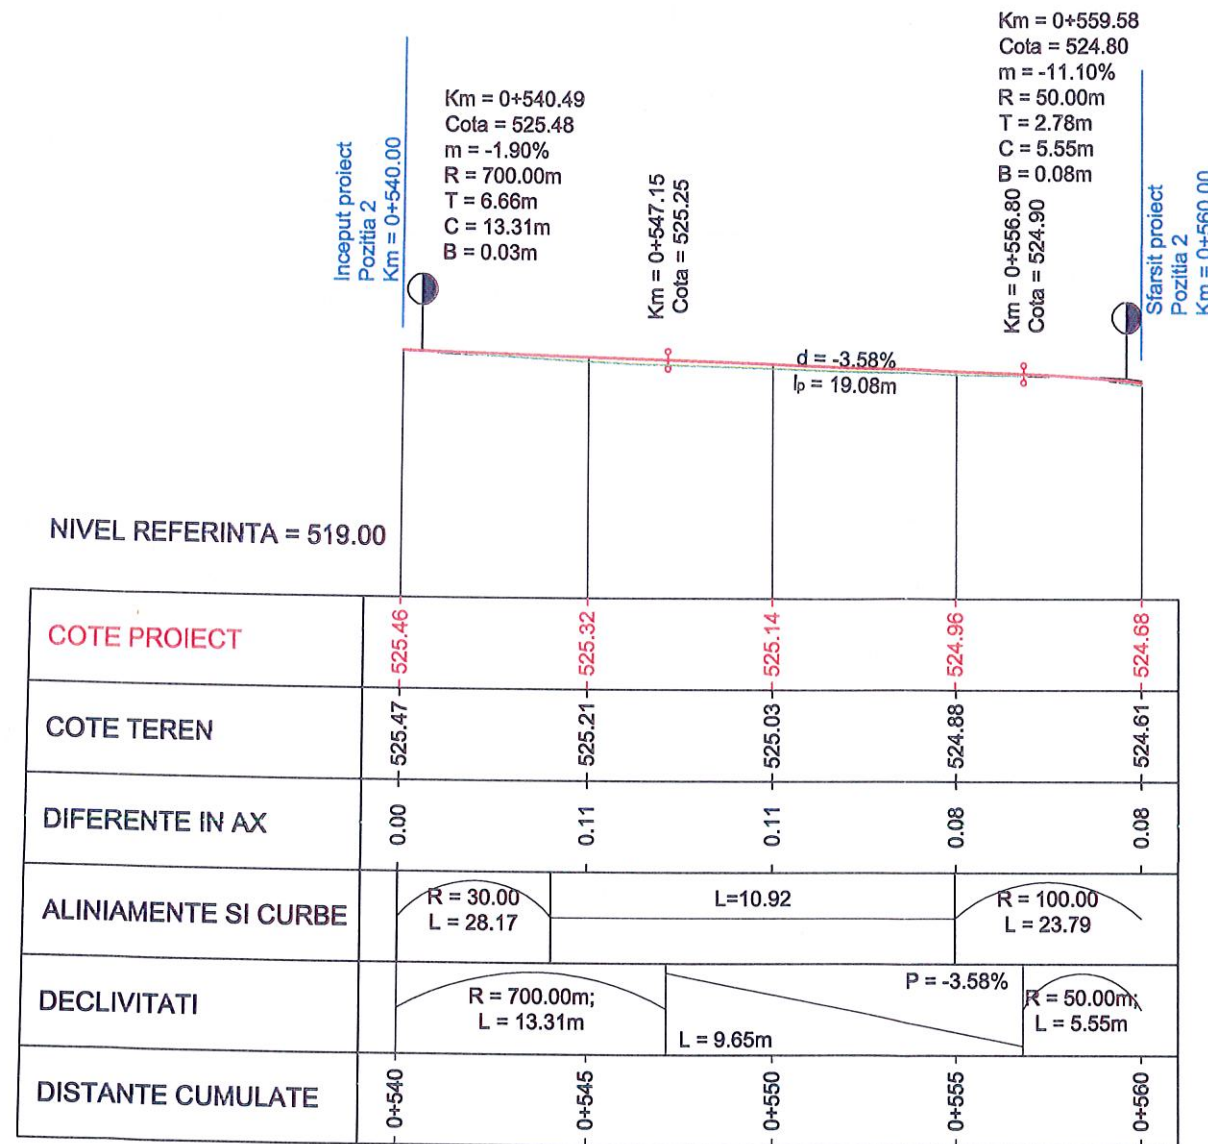 Km = 0+559.58
Cota = 524.80
m = -11.10%
R = 50.00m
T = 2.78m
C = 5.55m
B = 0.08m
Km = 0+540.49
Cota = 525.48
m = -1.90%
R = 700.00m
T = 6.66m
C = 13.31m
B = 0.03m
Inceput proiect
Pozitia 2
Km = 0+540.00
Km = 0+547.15
Cota = 525.25
Km = 0+556.80
Cota = 524.90
Sfarsit proiect
Pozitia 2
Km = 0+560.00
d = -3.58%
lp = 19.08m
NIVEL REFERINTA = 519.00
COTE PROIECT 525.46 525.32 525.14 524.96 524.68
COTE TEREN 525.47 525.21 525.03 524.88 524.61
DIFERENTE IN AX 0.00 0.11 0.11 0.08 0.08
ALINIAMENTE SI CURBE
R = 30.00
L = 28.17
L=10.92
R = 100.00
L = 23.79
DECLIVITATI
R = 700.00m;
L = 13.31m
P = -3.58%
L = 9.65m
R = 50.00m;
L = 5.55m
DISTANTE CUMULATE 0+540 0+545 0+550 0+555 0+560